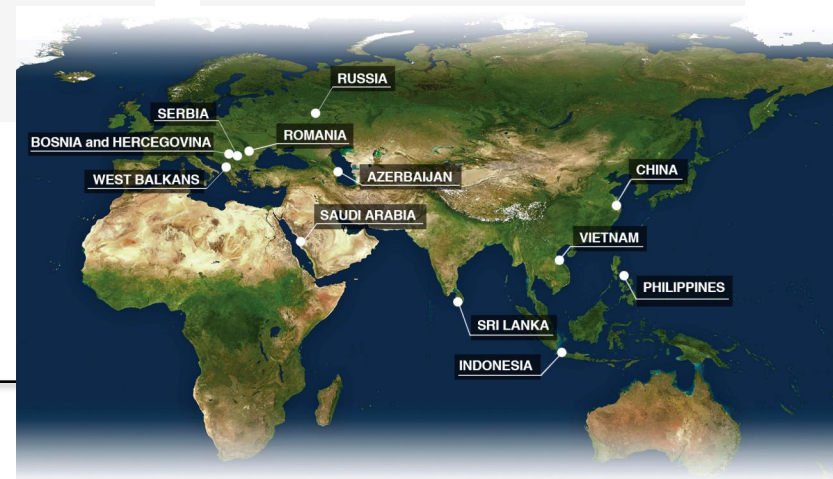 RUSSIA
SERBIA
ROMANIA
BOSNIA and HERCEGOVINA
WEST BALKANS
AZERBAIJAN
CHINA
SAUDI ARABIA
VIETNAM
PHILIPPINES
SRI LANKA
INDONESIA